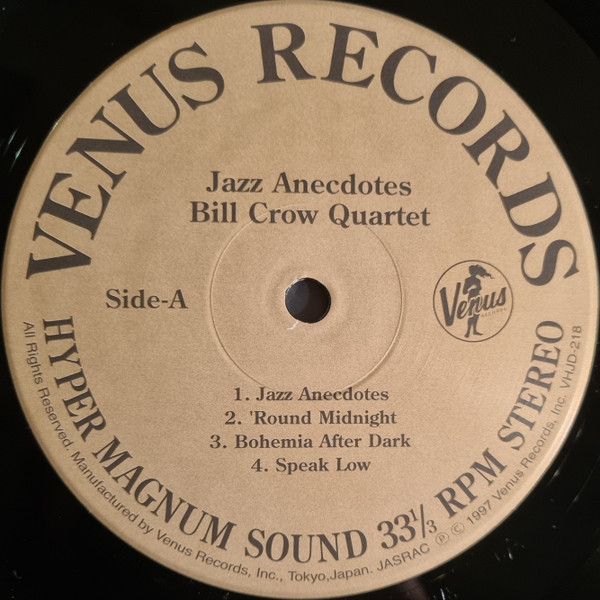 VENUS RECORDS
Jazz Anecdotes
Bill Crow Quartet
Side-A
Venus
RECORDS
1. Jazz Anecdotes
2. 'Round Midnight
3. Bohemia After Dark
4. Speak Low
HYPER MAGNUM SOUND 33⅓ RPM STEREO
All Rights Reserved. Manufactured by Venus Records, Inc., Tokyo,Japan. JASRAC Ⓟ © 1997 Venus Records, Inc. VHJD-218